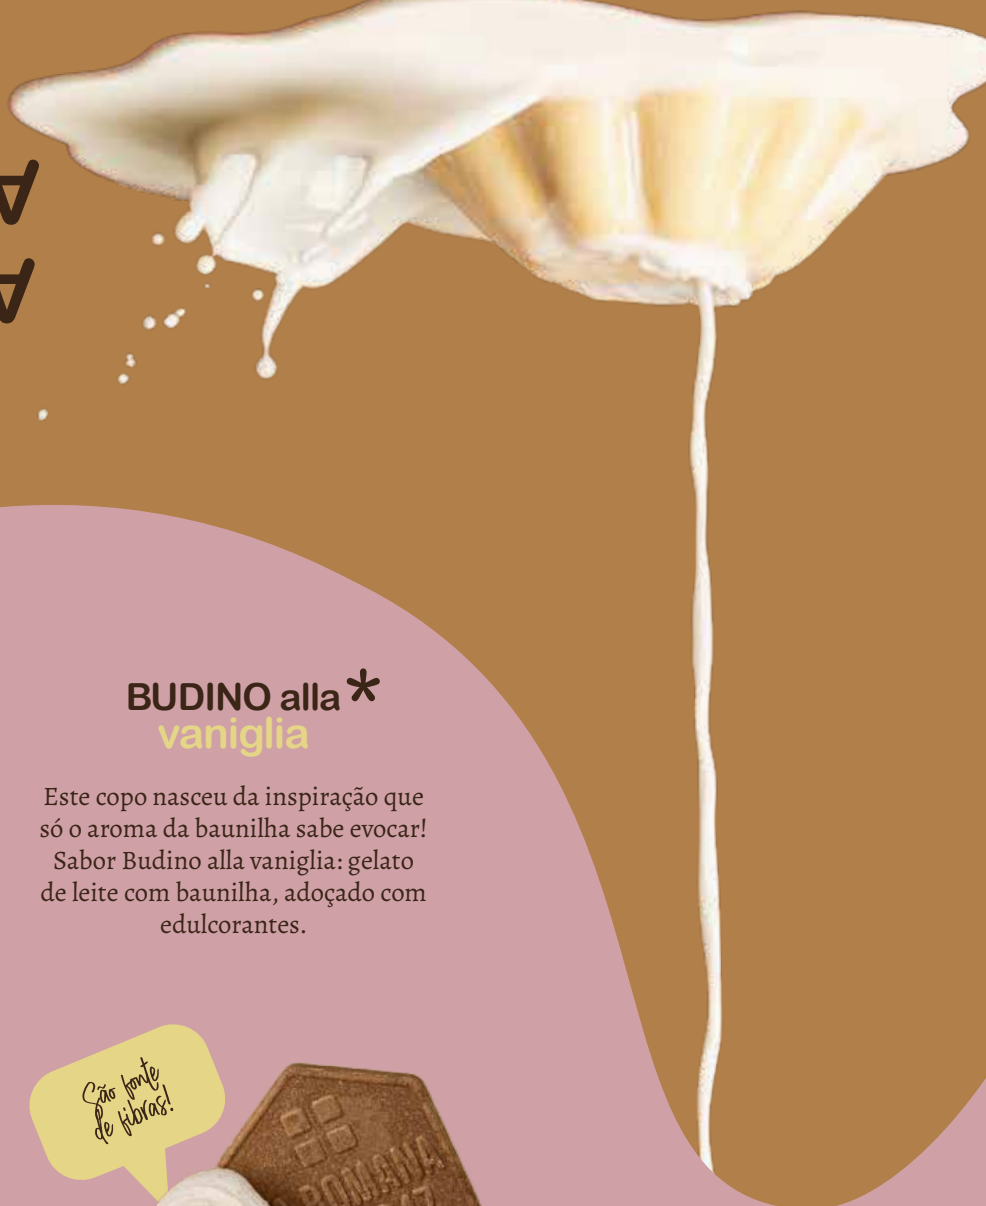 BUDINO alla*
vaniglia
Este copo nasceu da inspiração que
só o aroma da baunilha sabe evocar!
Sabor Budino alla vaniglia: gelato
de leite com baunilha, adoçado com
edulcorantes.
São fonte
de fibras!
ROMANA